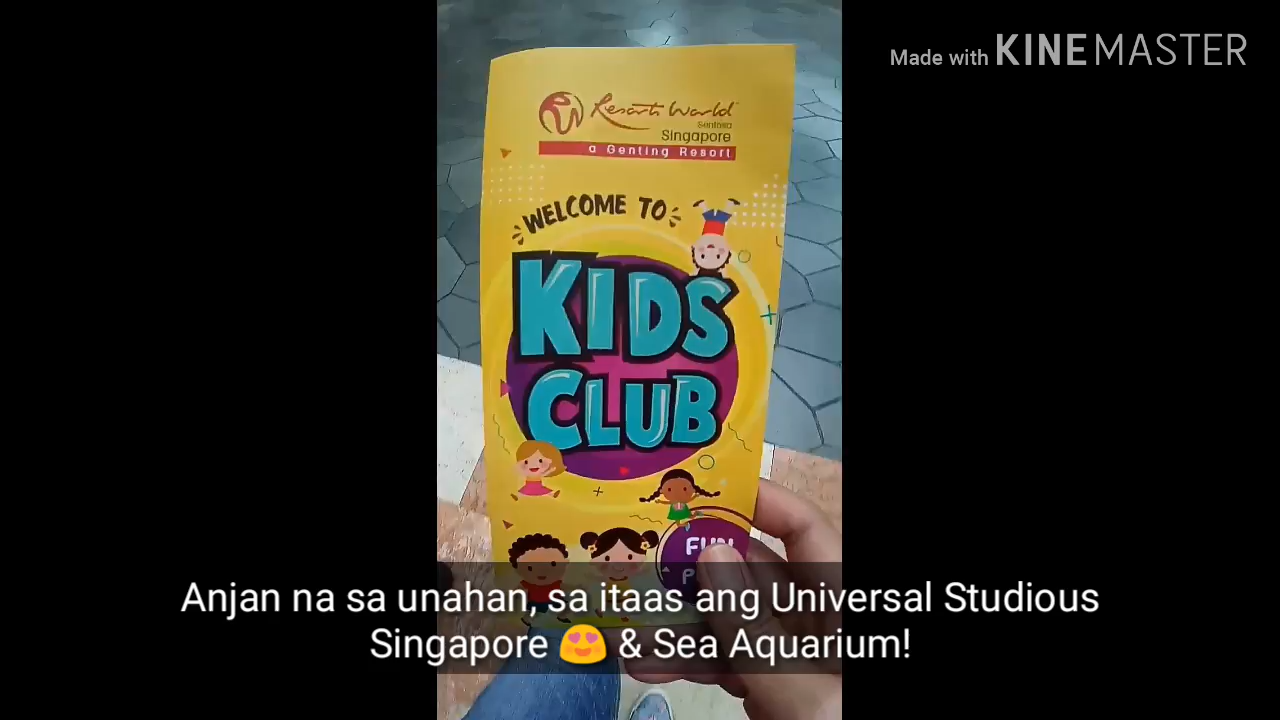 Made with KINEMASTER
Resorts World
Sentosa
Singapore
a Genting Resort
WELCOME TO
KIDS
CLUB
FUN
Anjan na sa unahan, sa itaas ang Universal Studious
Singapore 😍 & Sea Aquarium!